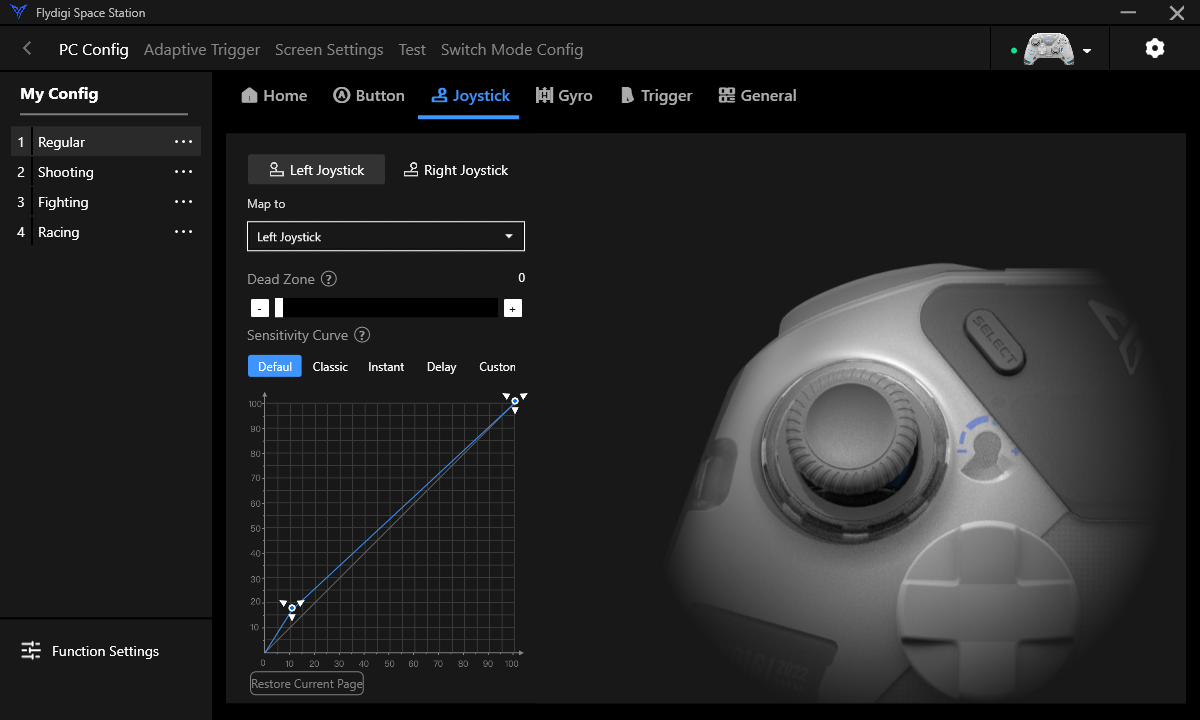 Flydigi Space Station
PC Config Adaptive Trigger Screen Settings Test Switch Mode Config
My Config
1 Regular ...
2 Shooting ...
3 Fighting ...
4 Racing ...
Function Settings
Home Button Joystick Gyro Trigger General
Left Joystick Right Joystick
Map to
Left Joystick
Dead Zone ? 0
- +
Sensitivity Curve ?
Defaul Classic Instant Delay Custon
100
90
80
70
60
50
40
30
20
10
0 10 20 30 40 50 60 70 80 90 100
Restore Current Page
SELECT